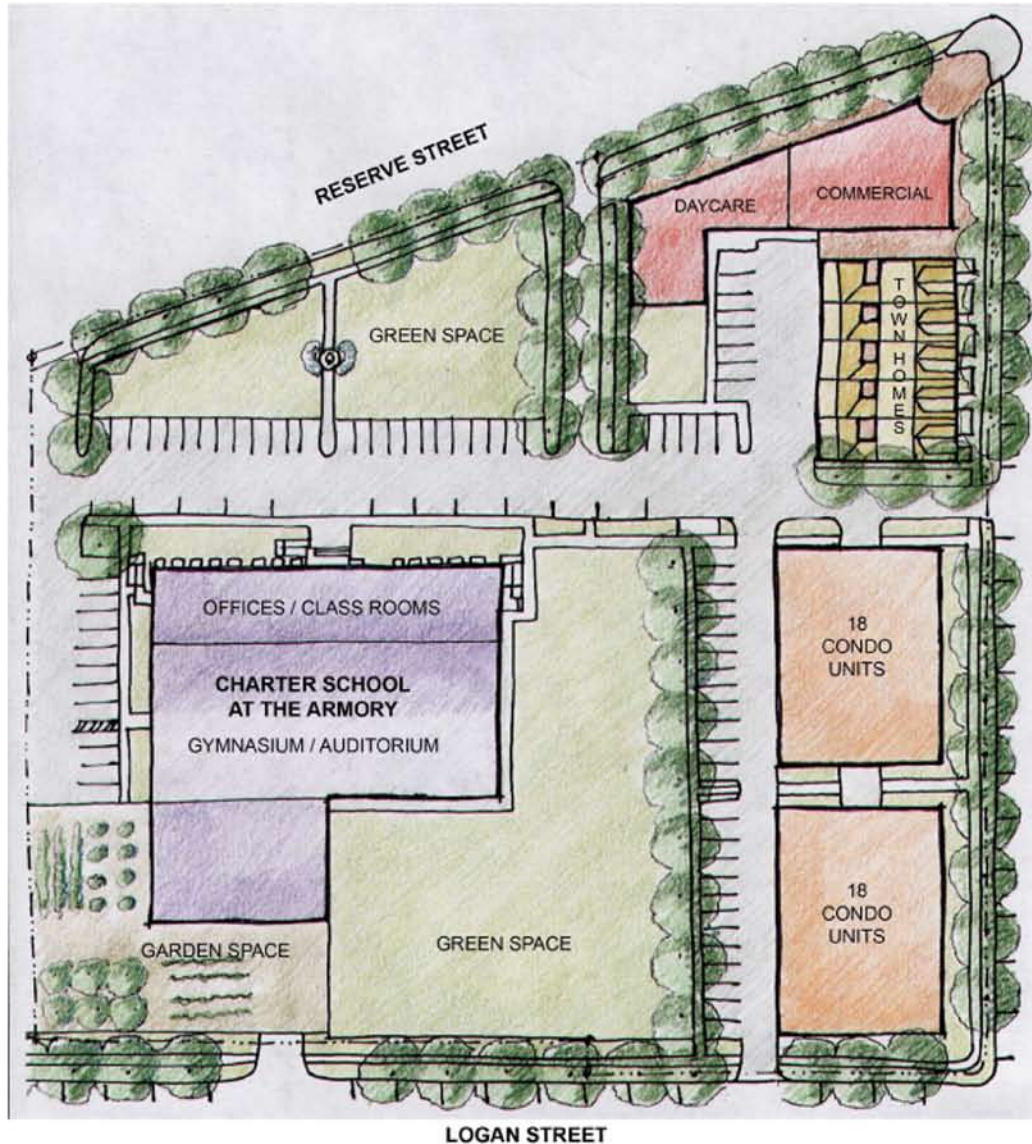 RESERVE STREET
DAYCARE
COMMERCIAL
GREEN SPACE
TOWN HOMES
OFFICES / CLASS ROOMS
CHARTER SCHOOL
AT THE ARMORY
GYMNASIUM / AUDITORIUM
18
CONDO
UNITS
GARDEN SPACE
GREEN SPACE
18
CONDO
UNITS
LOGAN STREET